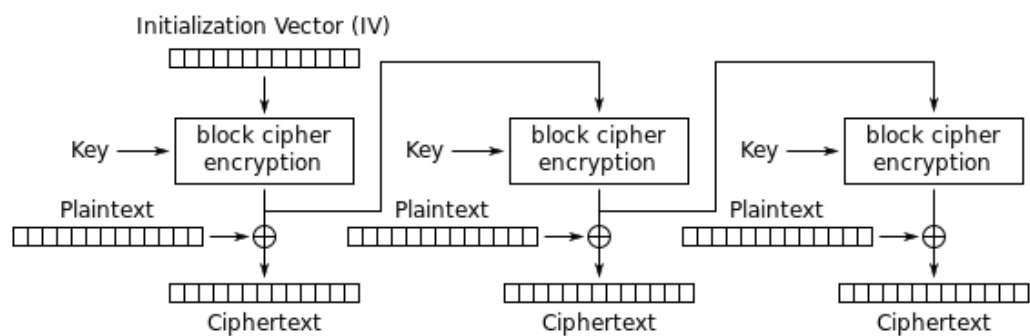 Initialization Vector (IV)
Key
block cipher
encryption
Key
block cipher
encryption
Key
block cipher
encryption
Plaintext
Plaintext
Plaintext
Ciphertext
Ciphertext
Ciphertext